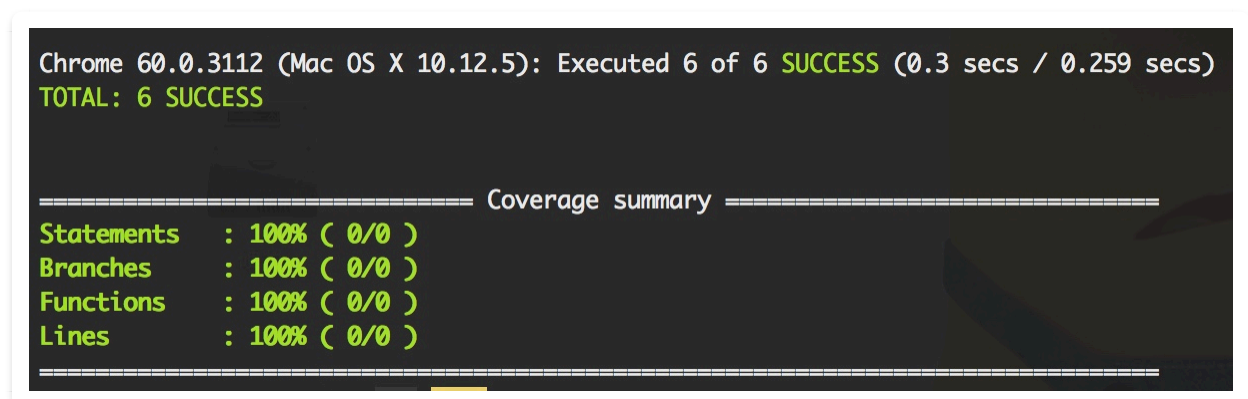 Chrome 60.0.3112 (Mac OS X 10.12.5): Executed 6 of 6 SUCCESS (0.3 secs / 0.259 secs)
TOTAL: 6 SUCCESS
=============================== Coverage summary ===============================
Statements   : 100% ( 0/0 )
Branches     : 100% ( 0/0 )
Functions    : 100% ( 0/0 )
Lines        : 100% ( 0/0 )
================================================================================